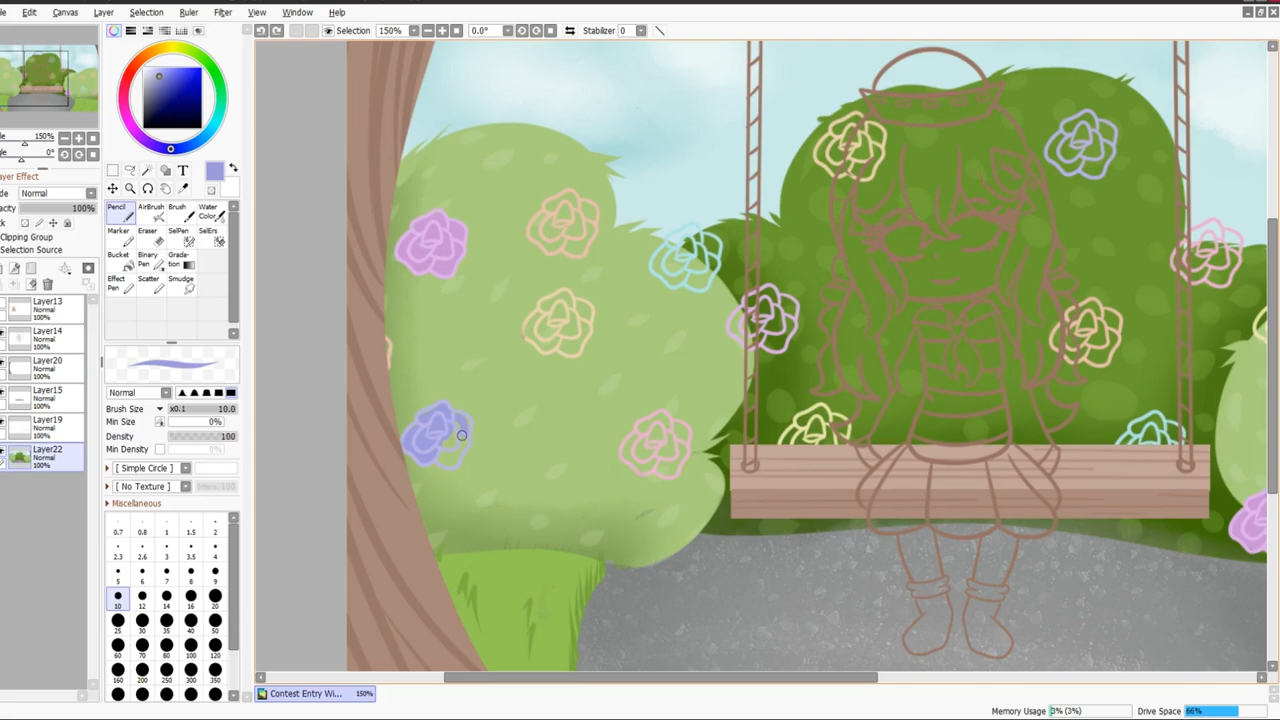 Edit Canvas Layer Selection Ruler Filter View Window Help
Selection 150% 0.0° Stabilizer 0
150%
0°
Layer Effect
Normal
100%
Clipping Group
Selection Source
Layer13
Normal
100%
Layer14
Normal
100%
Layer20
Normal
100%
Layer15
Normal
100%
Layer19
Normal
100%
Layer22
Normal
100%
T
Pencil AirBrush Brush Water Color
Marker Eraser SelPen SelErs
Bucket Binary Pen Grada-tion
Effect Pen Scatter Smudge
Normal
Brush Size x0.1 10.0
Min Size 0%
Density 100
Min Density 0%
[ Simple Circle ]
[ No Texture ]
Miscellaneous
0.7 0.8 1 1.5 2
2.3 2.6 3 3.5 4
5 6 7 8 9
10 12 14 16 20
25 30 35 40 50
60 70 80 100 120
160 200 250 300 350
Contest Entry Wi... 150%
Memory Usage 3% (3%) Drive Space 66%